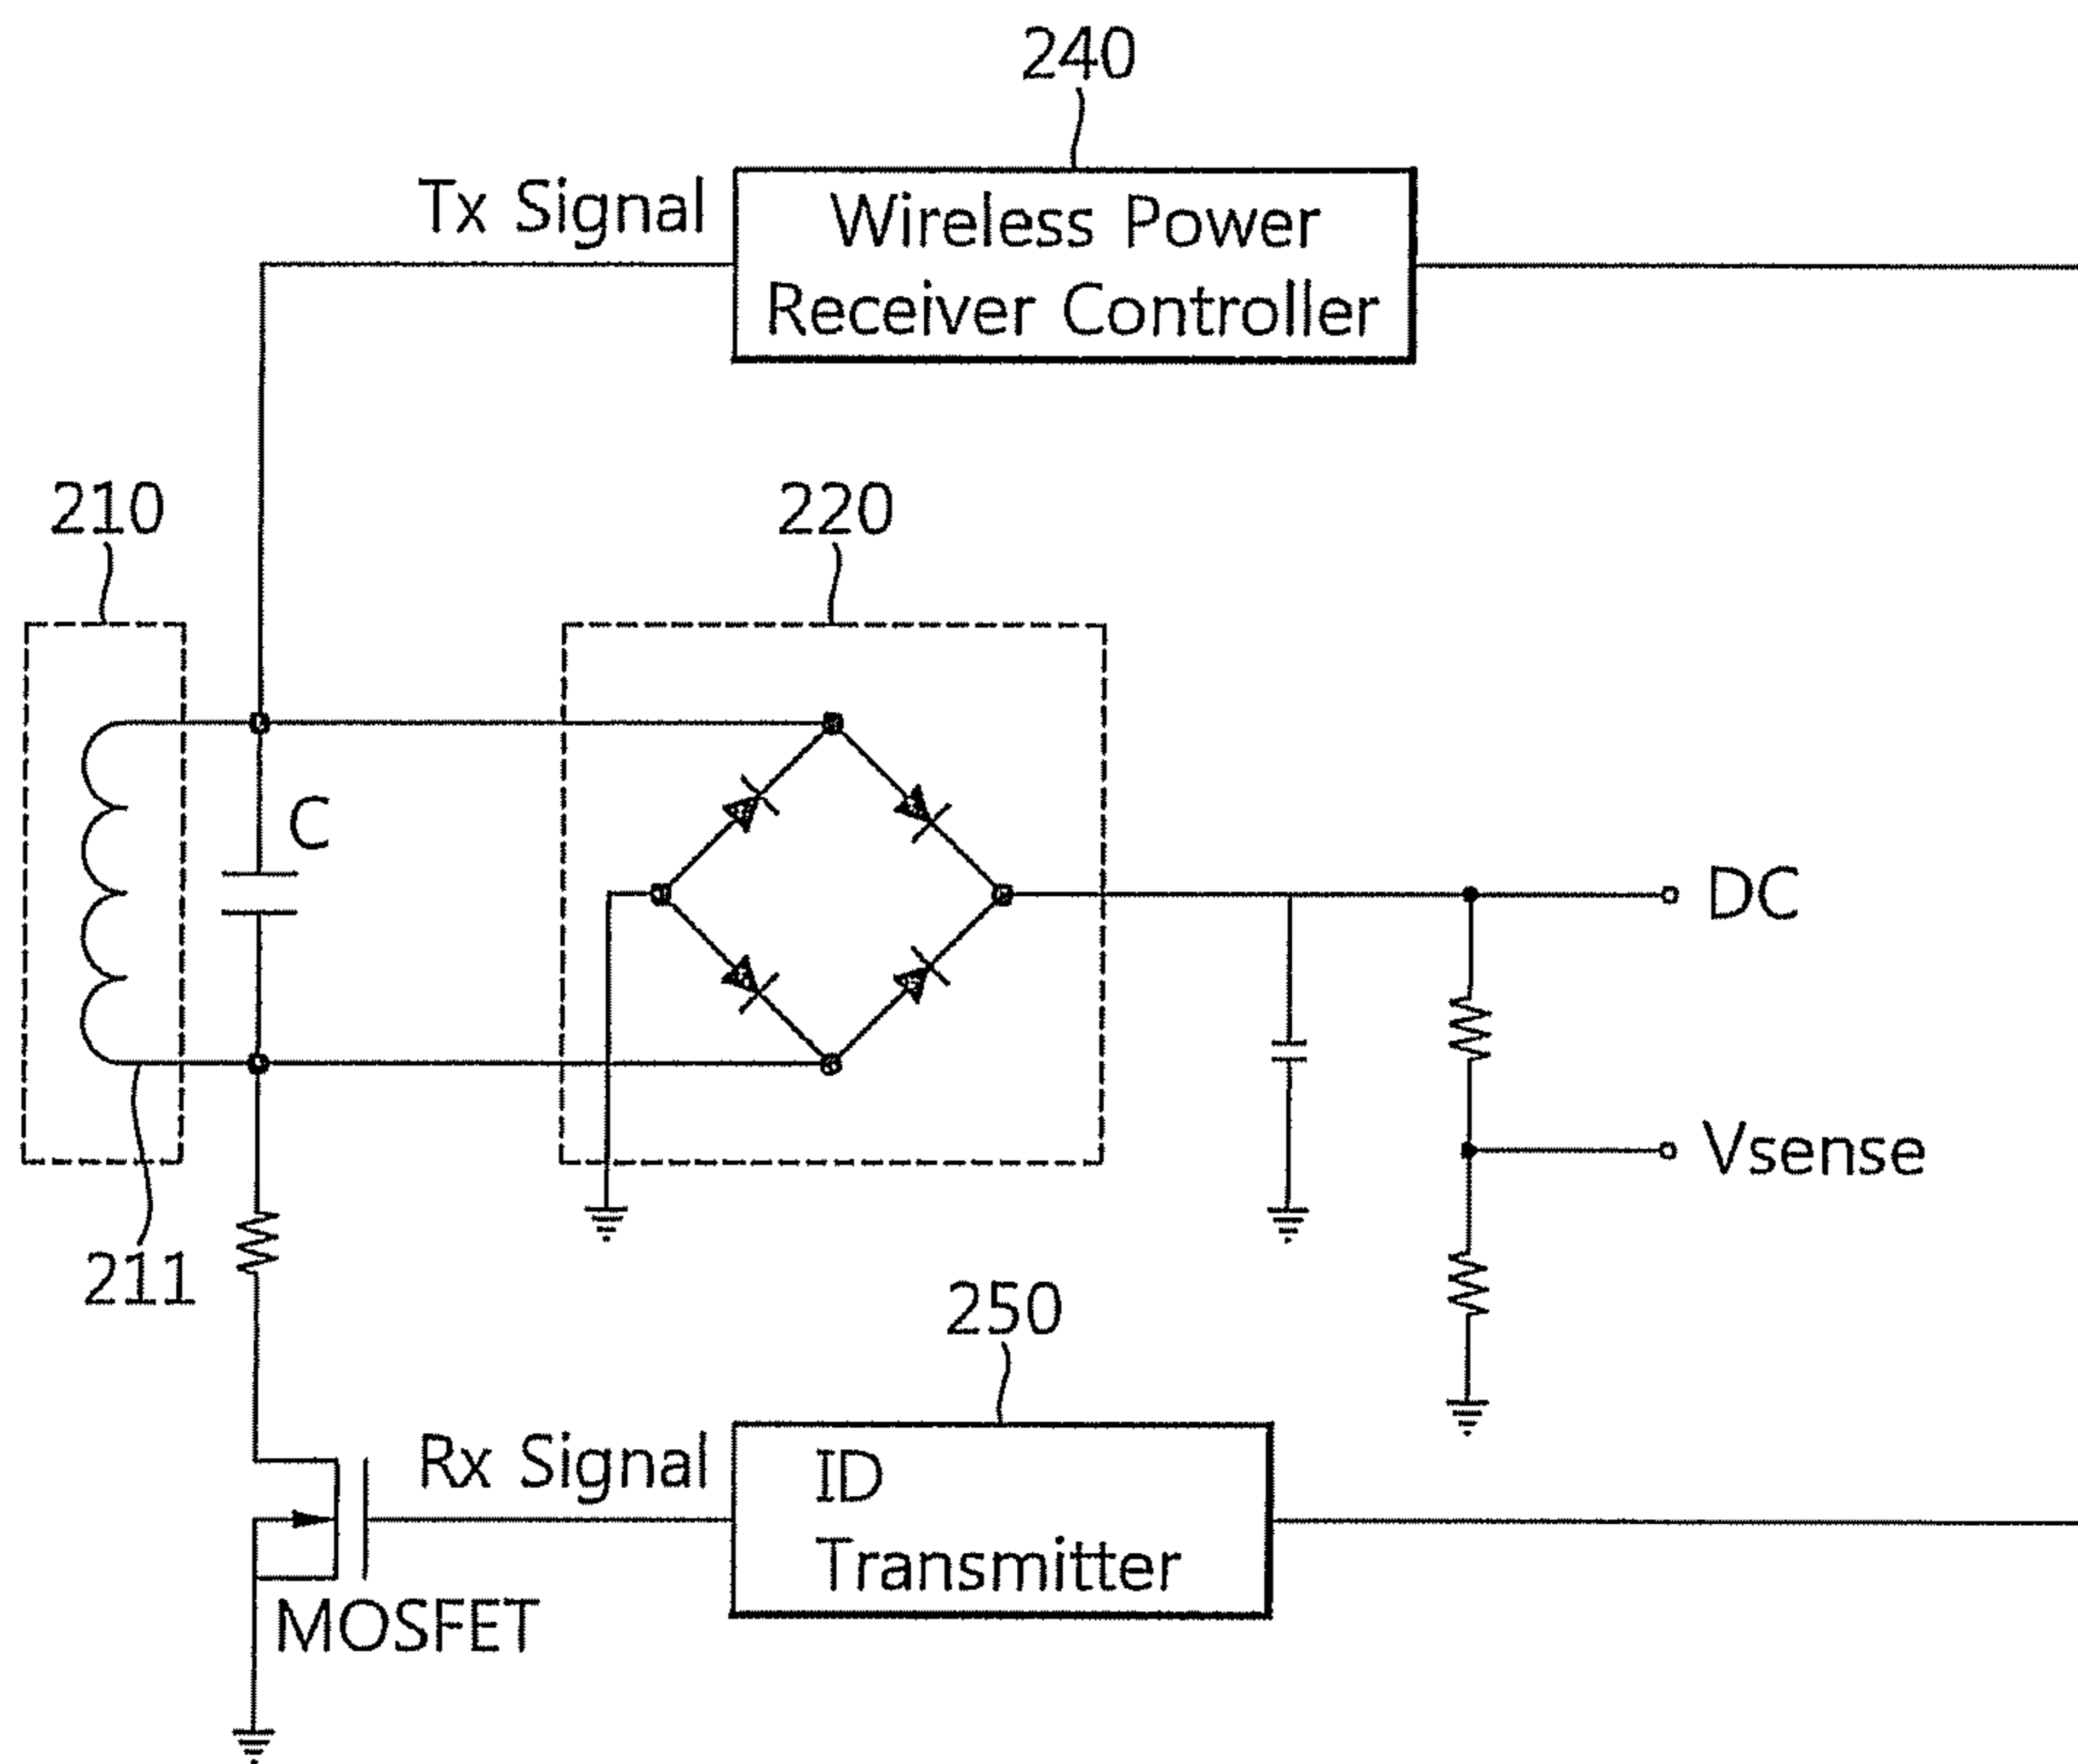 240
Tx Signal
Wireless Power
Receiver Controller
210
220
C
DC
Vsense
211
250
Rx Signal
ID
Transmitter
MOSFET